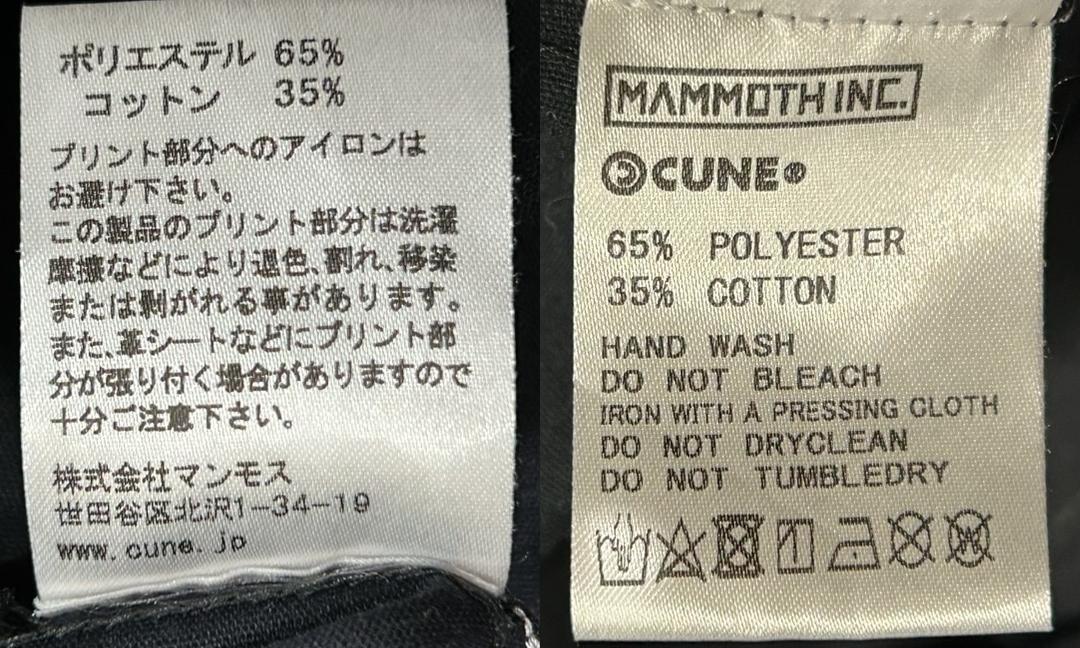 ポリエステル 65%
コットン 35%
プリント部分へのアイロンは
お避け下さい。
この製品のプリント部分は洗濯
摩擦などにより退色、割れ、移染
または剥がれる事があります。
また、革シートなどにプリント部
分が張り付く場合がありますので
十分ご注意下さい。
株式会社マンモス
世田谷区北沢1-34-19
www.cune.jp
MAMMOTH INC.
CUNE®
65% POLYESTER
35% COTTON
HAND WASH
DO NOT BLEACH
IRON WITH A PRESSING CLOTH
DO NOT DRYCLEAN
DO NOT TUMBLEDRY